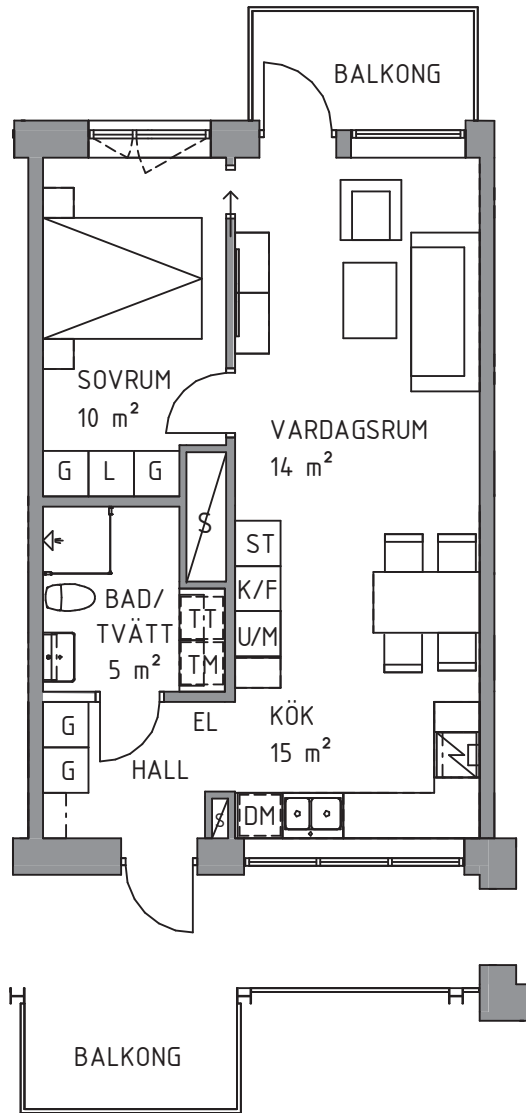 BALKONG
SOVRUM
10 m²
VARDAGSRUM
14 m²
G L G
S
ST
K/F
U/M
BAD/
TVÄTT
5 m²
TT
TM
G
G
EL
HALL
KÖK
15 m²
S
DM
BALKONG